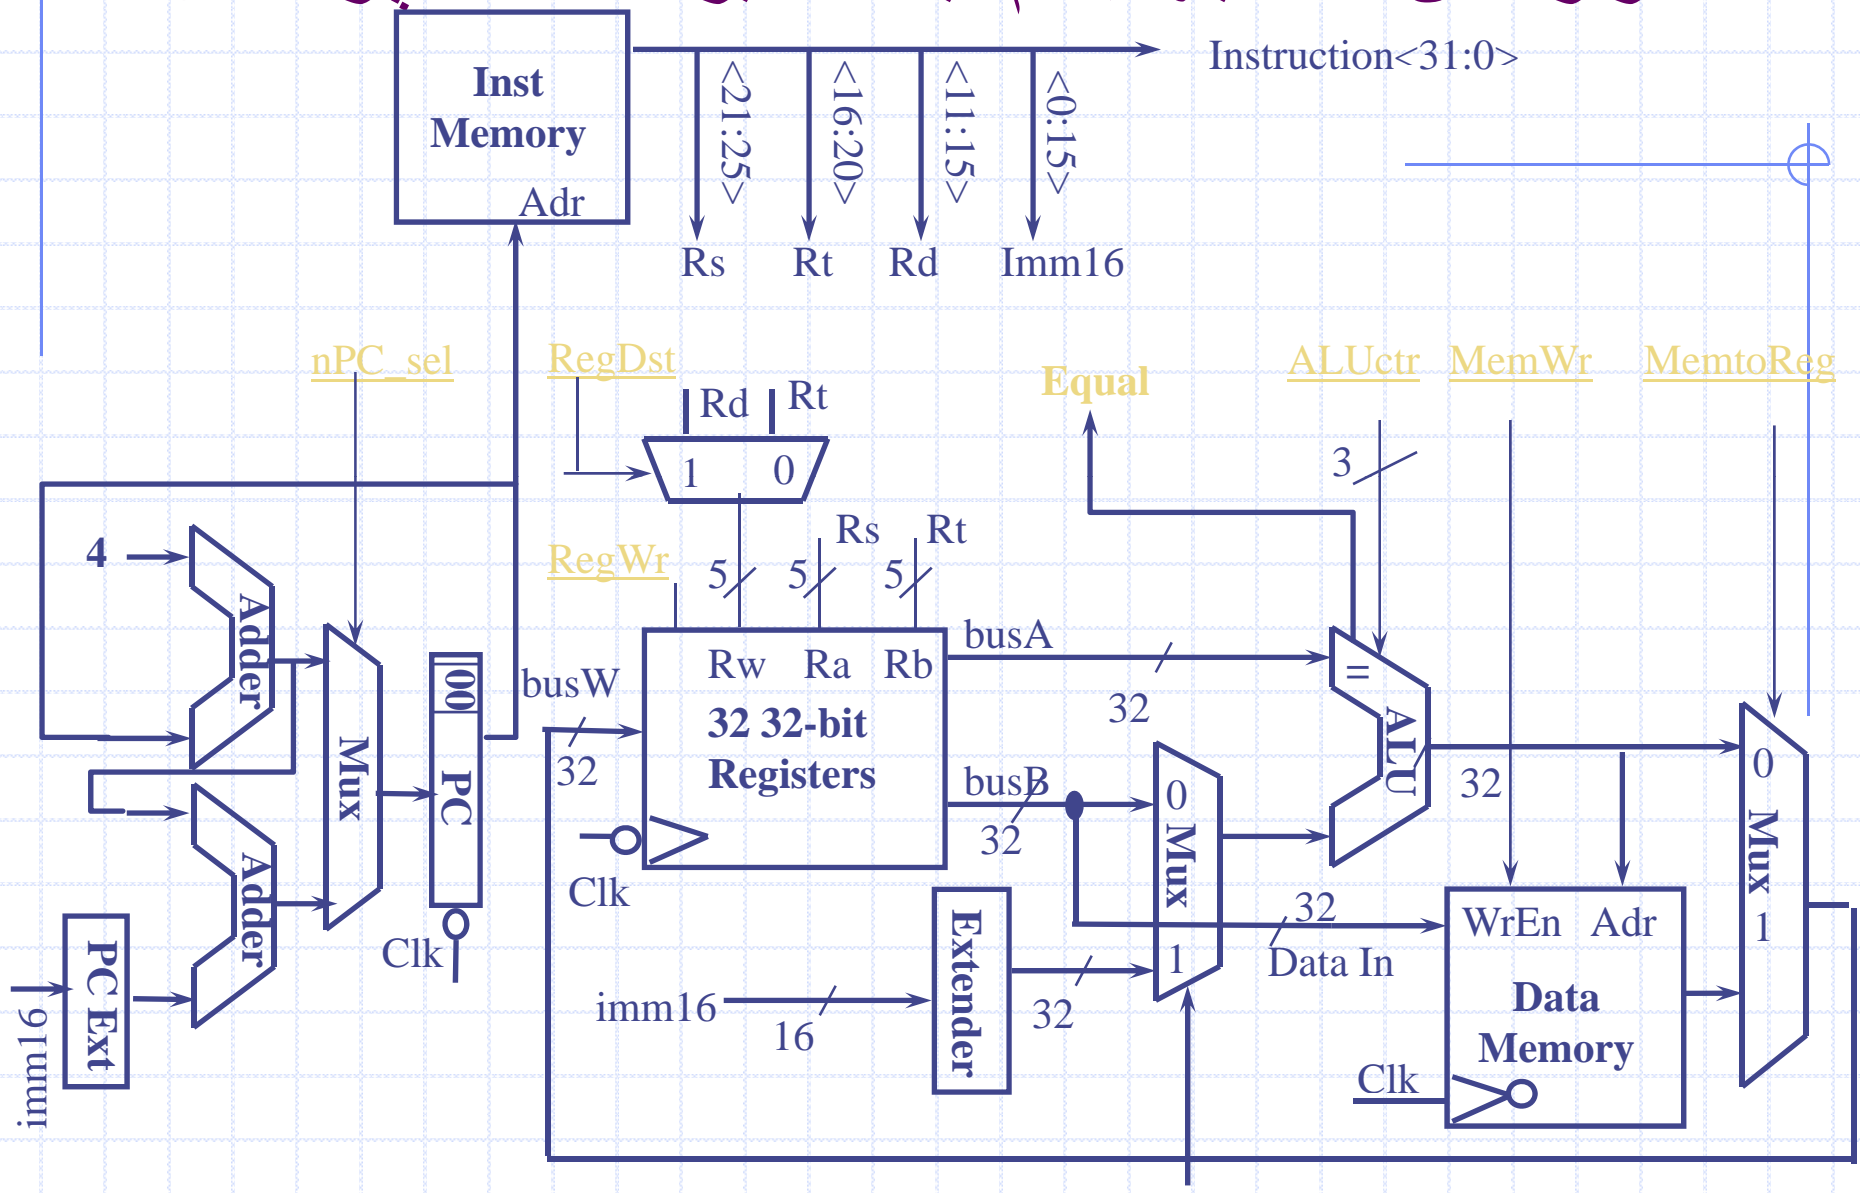 Inst
Memory
Adr
Instruction<31:0>
<21:25>
<16:20>
<11:15>
<0:15>
Rs
Rt
Rd
Imm16
nPC_sel
RegDst
Rd
Rt
Equal
ALUctr
MemWr
MemtoReg
1
0
3
4
Adder
RegWr
5
5
Rs
5
Rt
busW
32
Rw
Ra
Rb
32 32-bit
Registers
busA
32
busB
32
=
ALU
32
0
Mux
1
00
PC
Mux
Clk
Clk
Adder
PC Ext
imm16
imm16
16
Extender
32
0
Mux
1
32
Data In
WrEn
Adr
Data
Memory
Clk